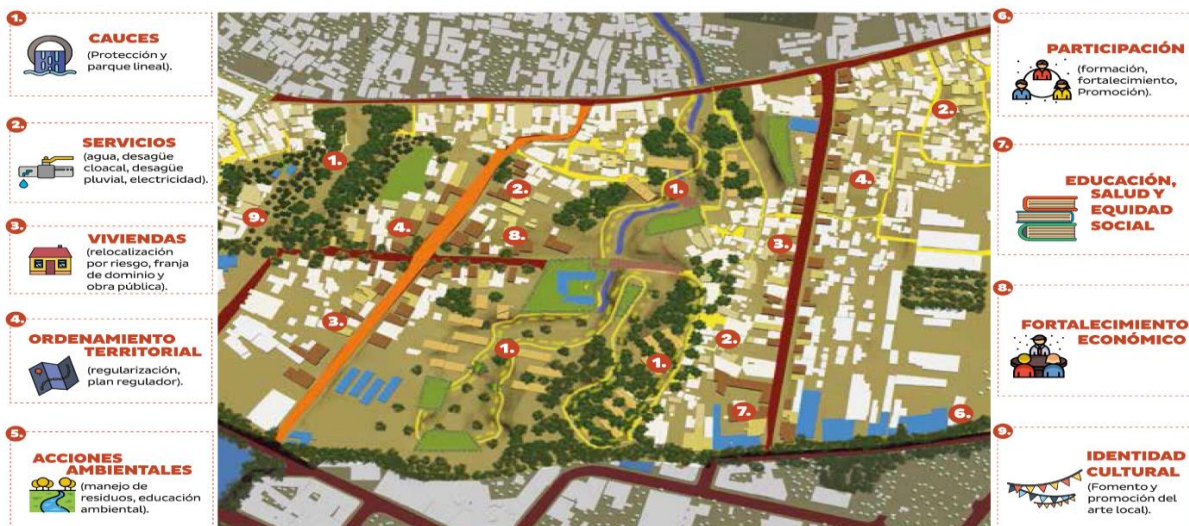 1.
CAUCES
(Protección y
parque lineal).
2.
SERVICIOS
(agua, desagüe
cloacal, desagüe
pluvial, electricidad).
3.
VIVIENDAS
(relocalización
por riesgo, franja
de dominio y
obra pública).
4.
ORDENAMIENTO
TERRITORIAL
(regularización,
plan regulador).
5.
ACCIONES
AMBIENTALES
(manejo de
residuos, educación
ambiental).
1.
9.
4.
2.
8.
3.
1.
1.
1.
2.
7.
3.
4.
2.
6.
6.
PARTICIPACIÓN
(formación,
fortalecimiento,
Promoción).
7.
EDUCACIÓN,
SALUD Y
EQUIDAD
SOCIAL
8.
FORTALECIMIENTO
ECONÓMICO
9.
IDENTIDAD
CULTURAL
(Fomento y
promoción del
arte local).